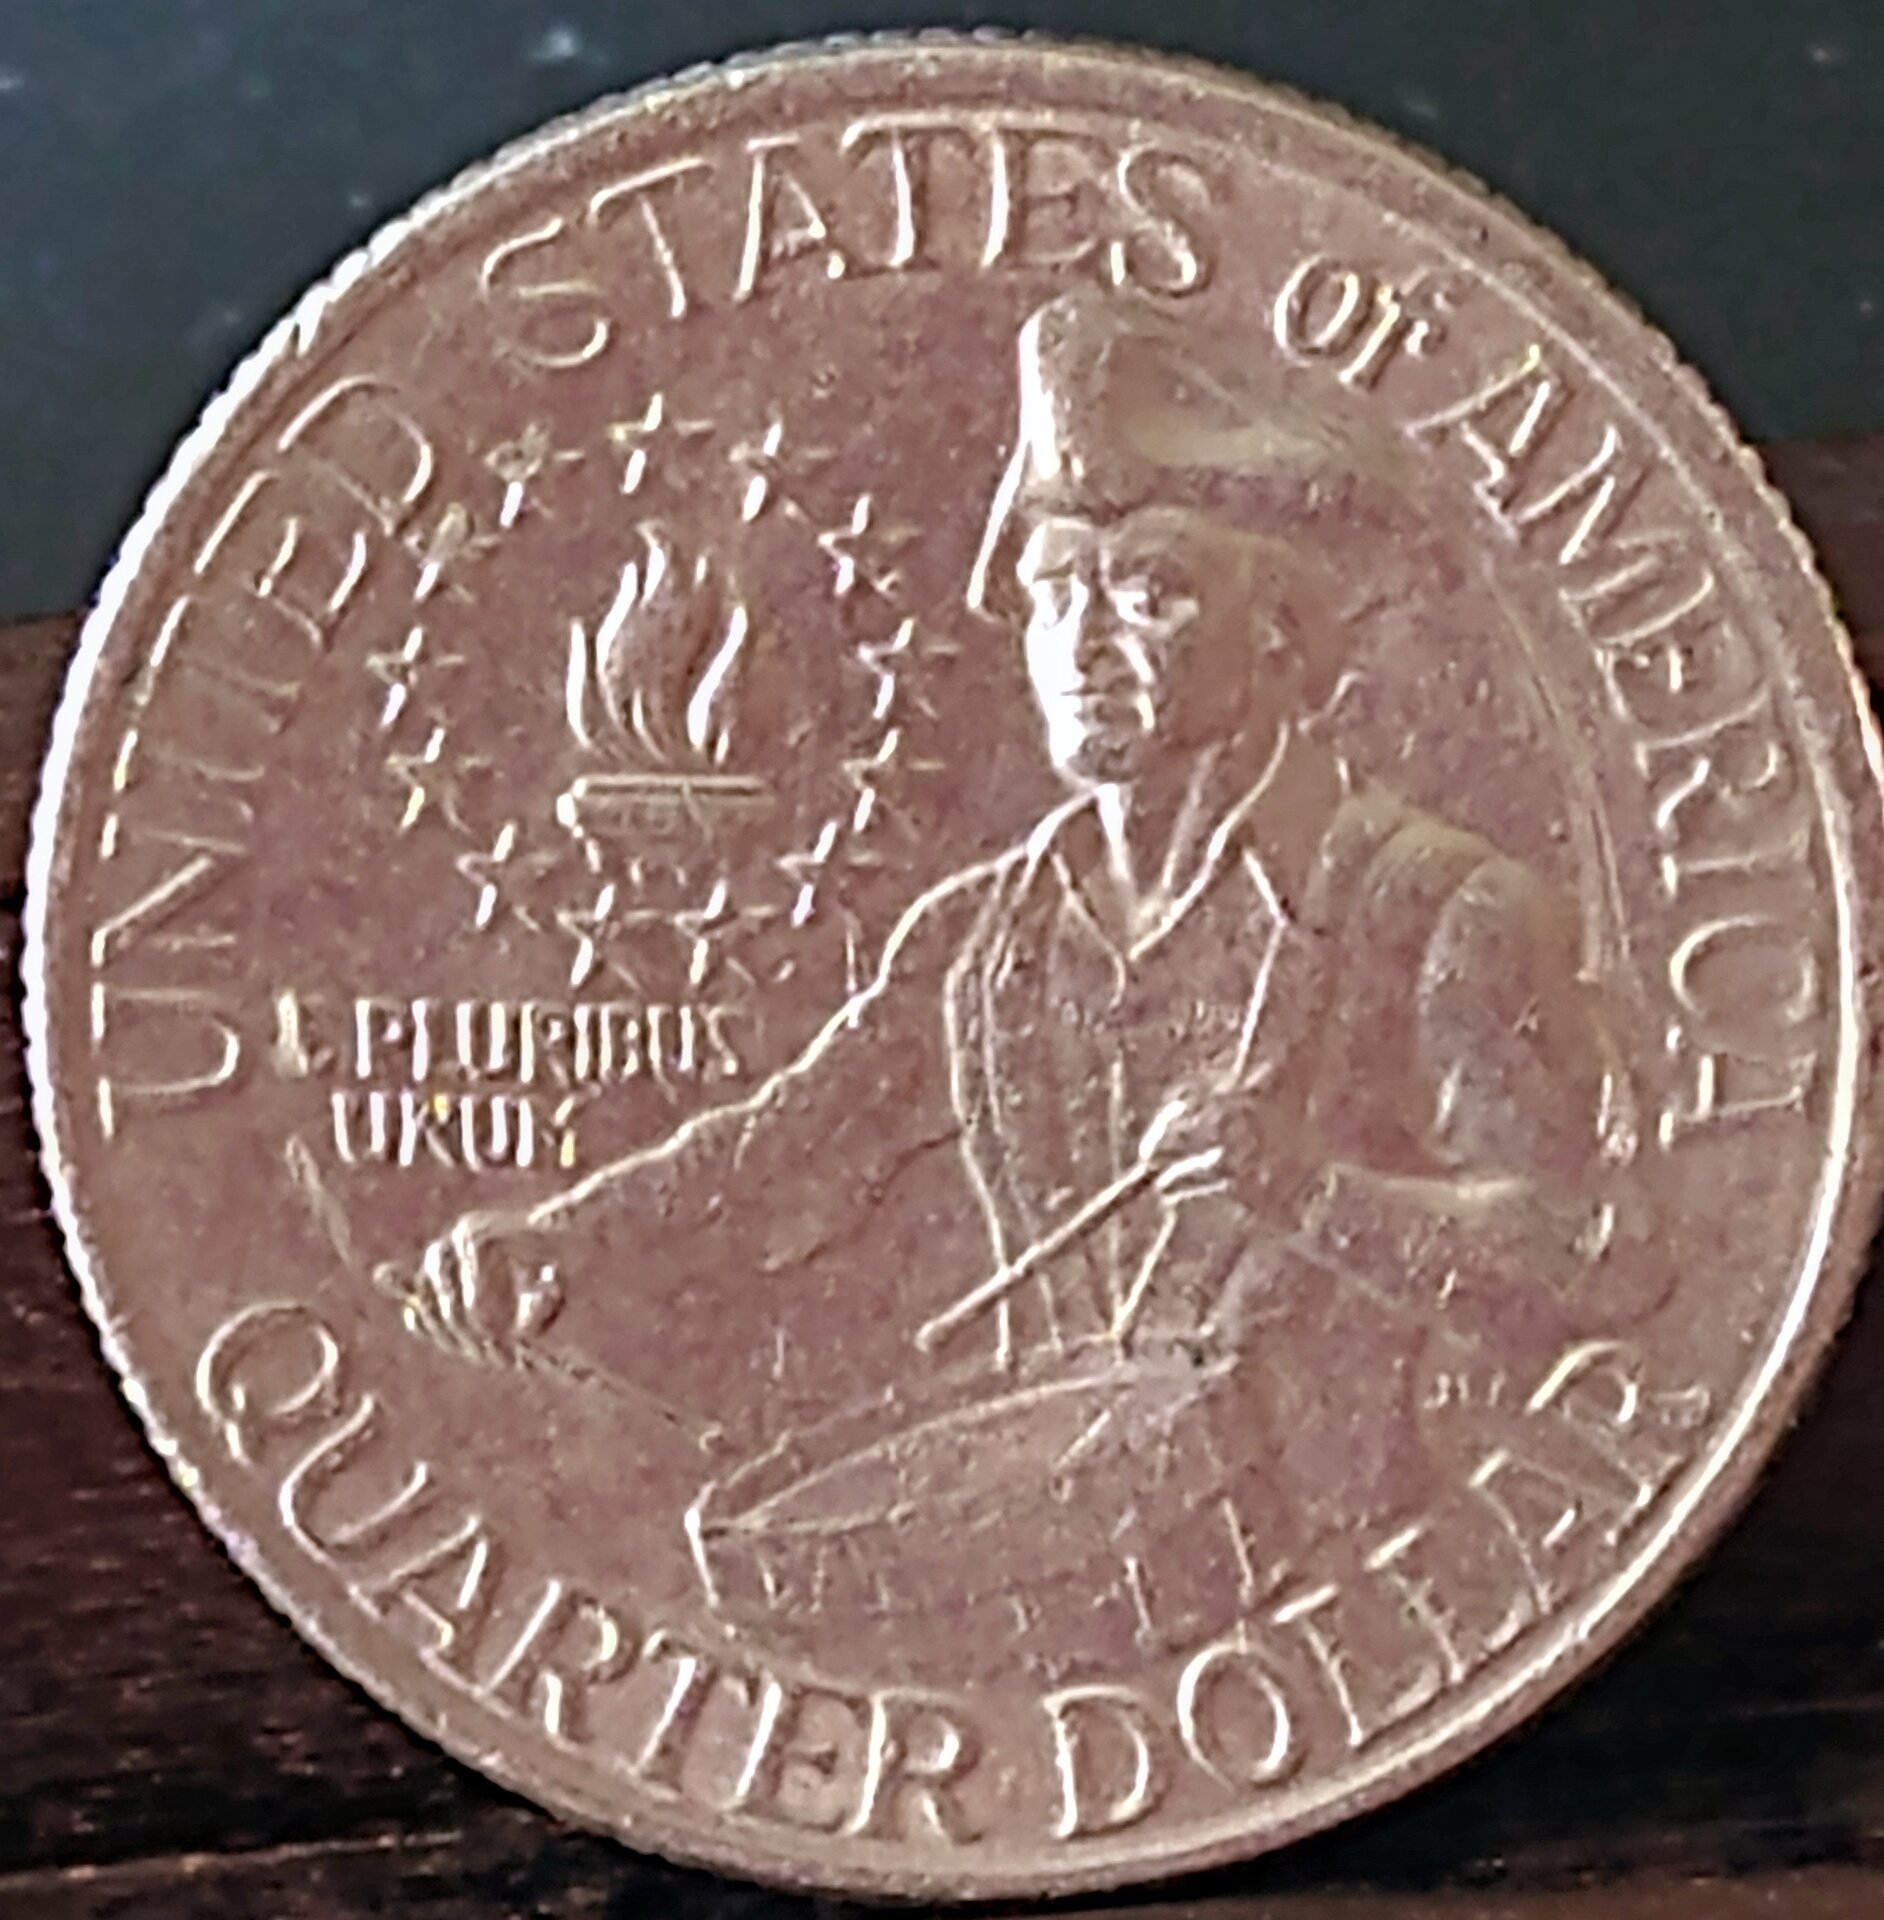 UNITED STATES OF AMERICA
E PLURIBUS
UNUM
QUARTER DOLLAR